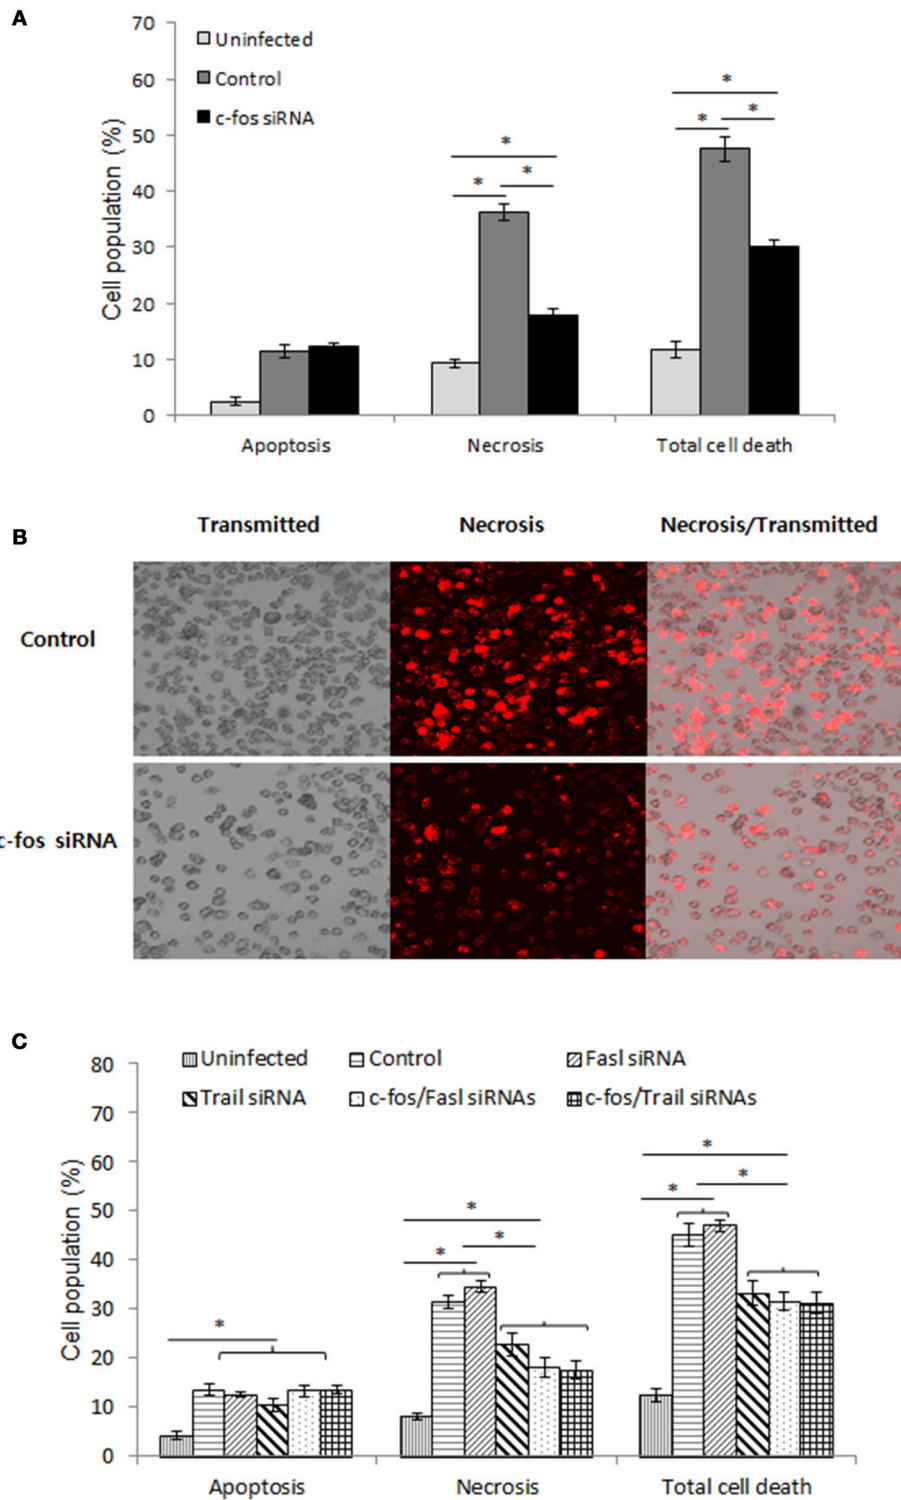 A
70
60
50
40
30
20
10
0
Cell population (%)
Uninfected
Control
c-fos siRNA
*
*
*
*
*
*
Apoptosis Necrosis Total cell death
B
Transmitted Necrosis Necrosis/Transmitted
Control
c-fos siRNA
C
80
70
60
50
40
30
20
10
0
Cell population (%)
Uninfected Control Fasl siRNA
Trail siRNA c-fos/Fasl siRNAs c-fos/Trail siRNAs
*
*
*
*
*
*
*
Apoptosis Necrosis Total cell death